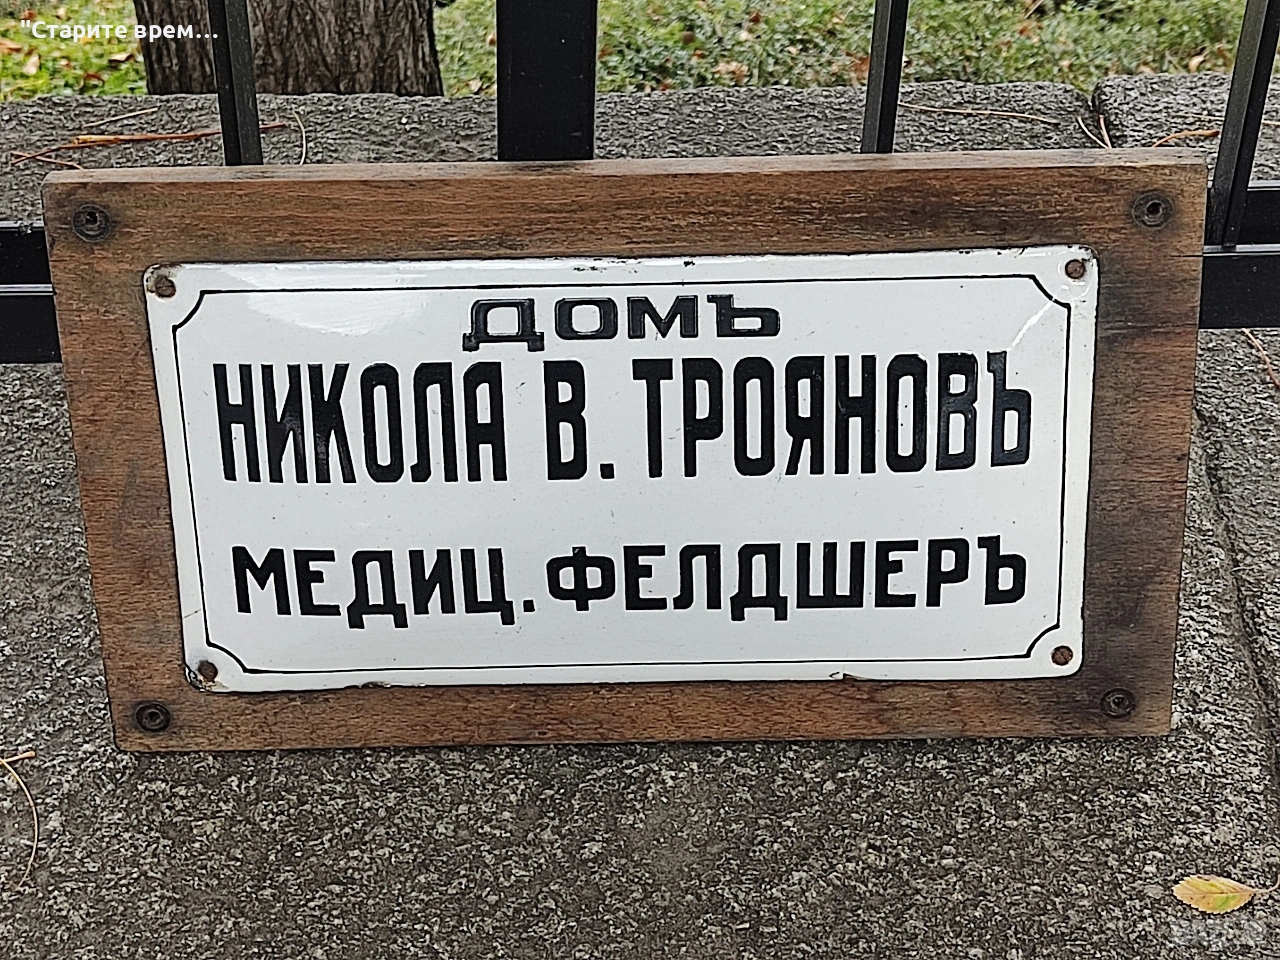 "Старите врем...
ДОМЪ
НИКОЛА В. ТРОЯНОВЪ
МЕДИЦ. ФЕЛДШЕРЪ